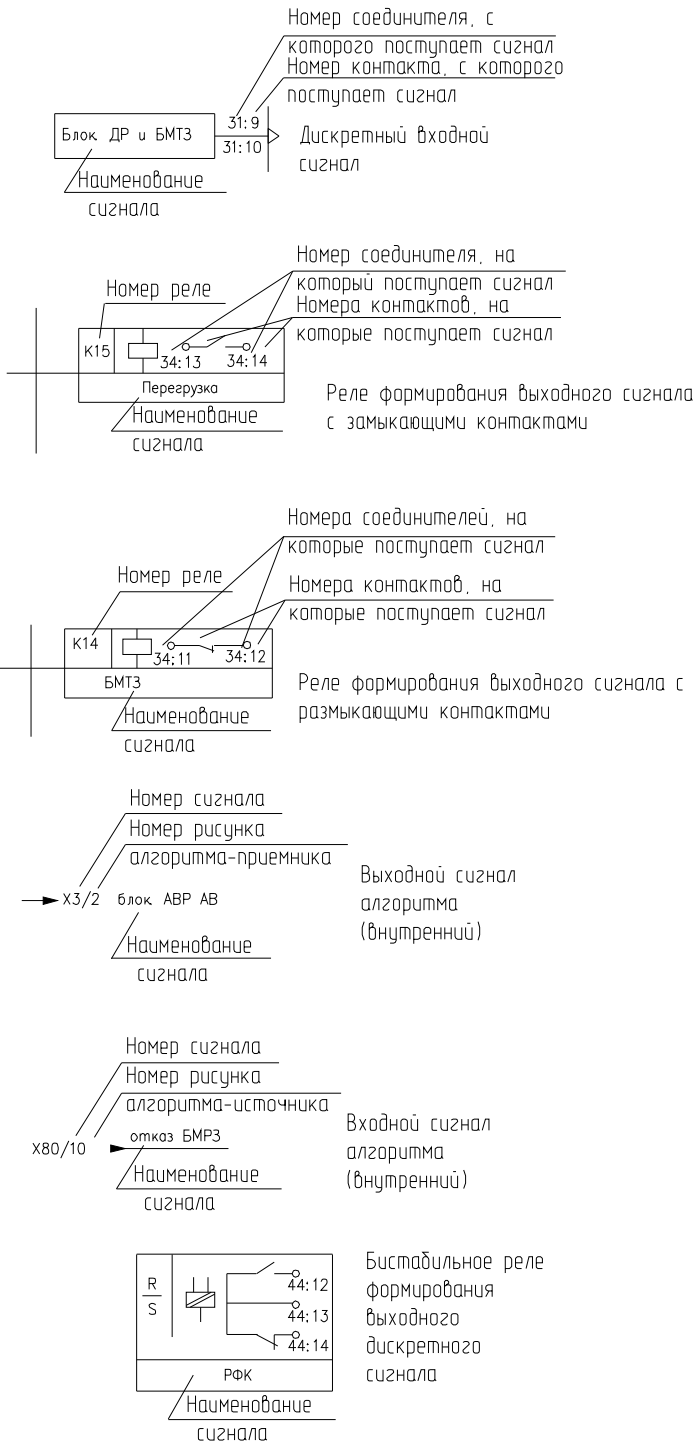 Номер соединителя, с
которого поступает сигнал
Номер контакта, с которого
поступает сигнал
31:9
Блок ДР и БМТЗ
31:10
Дискретный входной
сигнал
Наименование
сигнала
Номер соединителя, на
который поступает сигнал
Номер реле
Номера контактов, на
которые поступает сигнал
К15
34:13
34:14
Перегрузка
Реле формирования выходного сигнала
с замыкающими контактами
Наименование
сигнала
Номера соединителей, на
которые поступает сигнал
Номер реле
Номера контактов, на
которые поступает сигнал
К14
34:11
34:12
БМТЗ
Реле формирования выходного сигнала с
размыкающими контактами
Наименование
сигнала
Номер сигнала
Номер рисунка
алгоритма-приемника
Х3/2 блок АВР АВ
Выходной сигнал
алгоритма
(внутренний)
Наименование
сигнала
Номер сигнала
Номер рисунка
алгоритма-источника
Х80/10
отказ БМРЗ
Входной сигнал
алгоритма
(внутренний)
Наименование
сигнала
R
S
44:12
44:13
44:14
РФК
Бистабильное реле
формирования
выходного
дискретного
сигнала
Наименование
сигнала